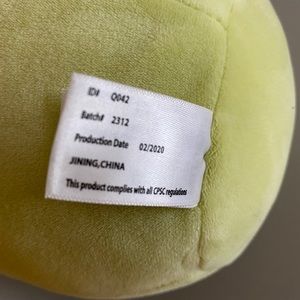 ID# Q042
Batch# 2312
Production Date 02/2020
JINING,CHINA
This product complies with all CPSC regulations